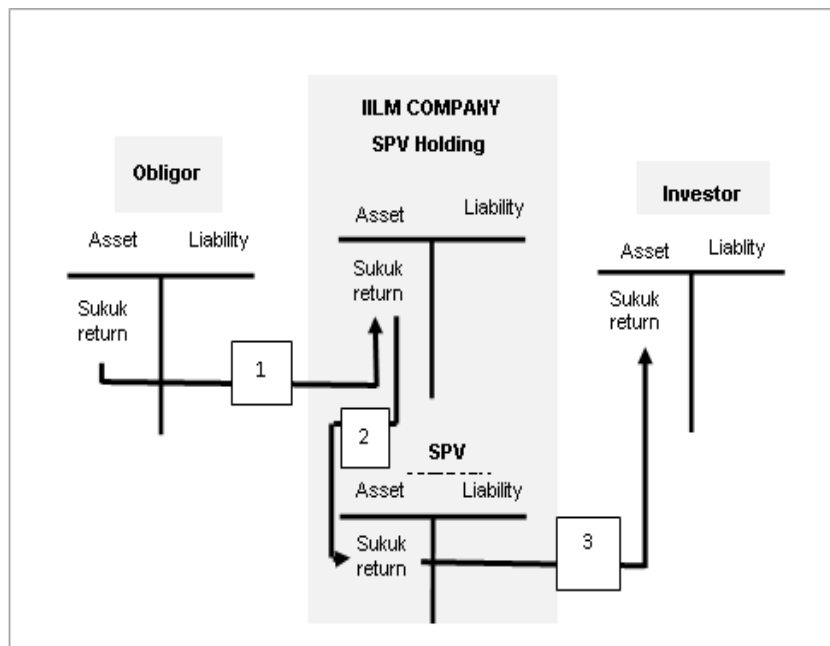 IILM COMPANY
SPV Holding
Obligor
Investor
Asset Liability
Asset Liability
Asset Liablity
Sukuk
return
Sukuk
return
Sukuk
return
1
2
SPV
Asset Liability
Sukuk
return
3